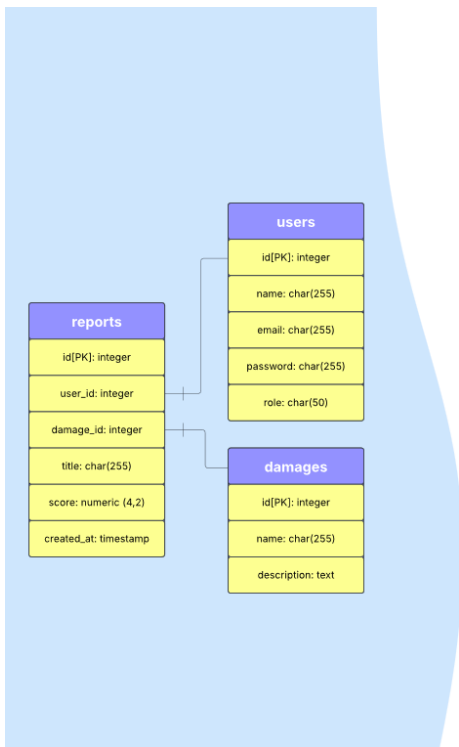 users
id[PK]: integer
name: char(255)
email: char(255)
password: char(255)
role: char(50)
reports
id[PK]: integer
user_id: integer
damage_id: integer
title: char(255)
score: numeric (4,2)
created_at: timestamp
damages
id[PK]: integer
name: char(255)
description: text